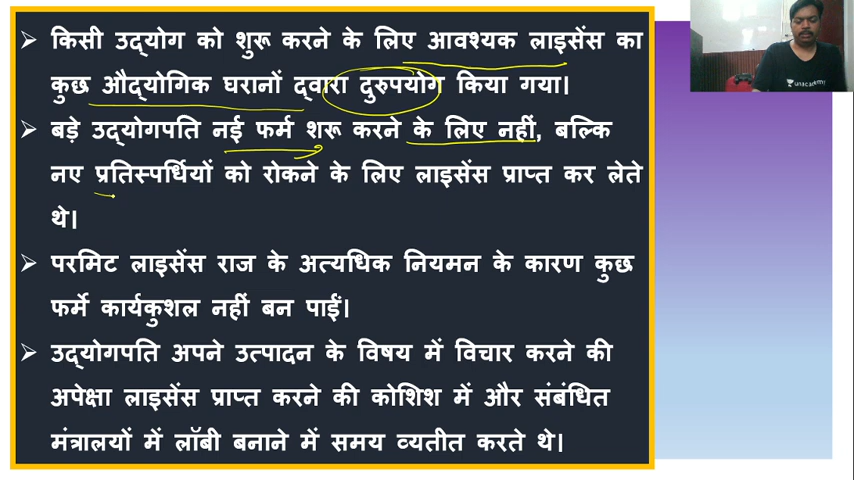 ➢ किसी उद्योग को शुरू करने के लिए आवश्यक लाइसेंस का
कुछ औद्योगिक घरानों द्वारा दुरुपयोग किया गया।
➢ बड़े उद्योगपति नई फर्म शरू करने के लिए नहीं, बल्कि
नए प्रतिस्पर्धियों को रोकने के लिए लाइसेंस प्राप्त कर लेते
थे।
➢ परमिट लाइसेंस राज के अत्यधिक नियमन के कारण कुछ
फर्मे कार्यकुशल नहीं बन पाईं।
➢ उद्योगपति अपने उत्पादन के विषय में विचार करने की
अपेक्षा लाइसेंस प्राप्त करने की कोशिश में और संबंधित
मंत्रालयों में लॉबी बनाने में समय व्यतीत करते थे।
unacademy